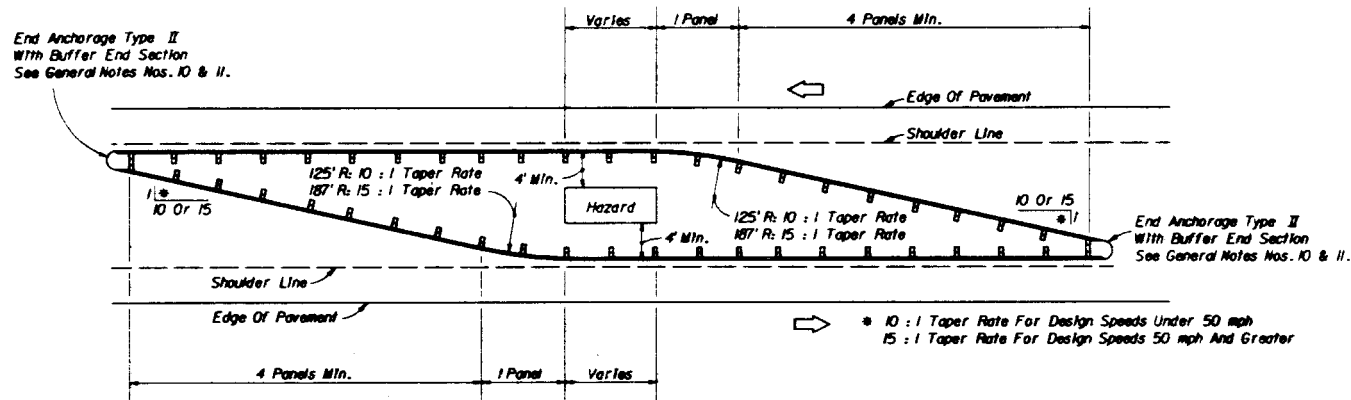 Varies
1 Panel
4 Panels Min.
End Anchorage Type II
With Buffer End Section
See General Notes Nos. 10 & 11.
Edge Of Pavement
Shoulder Line
125' R: 10 : 1 Taper Rate
187' R: 15 : 1 Taper Rate
4' Min.
1 *
10 Or 15
Hazard
125' R: 10 : 1 Taper Rate
187' R: 15 : 1 Taper Rate
10 Or 15
* 1
4' Min.
End Anchorage Type II
With Buffer End Section
See General Notes Nos. 10 & 11.
Shoulder Line
Edge Of Pavement
* 10 : 1 Taper Rate For Design Speeds Under 50 mph
15 : 1 Taper Rate For Design Speeds 50 mph And Greater
4 Panels Min.
1 Panel
Varies